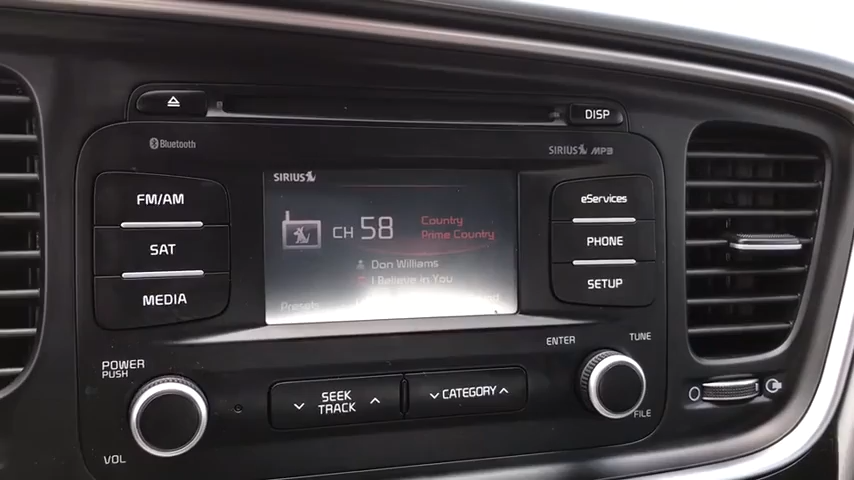 DISP
Bluetooth
SIRIUS MP3
SIRIUS
FM/AM
SAT
MEDIA
CH 58
Country
Prime Country
Don Williams
I Believe in You
Presets
eServices
PHONE
SETUP
POWER
PUSH
VOL
SEEK
TRACK
CATEGORY
ENTER
TUNE
FILE